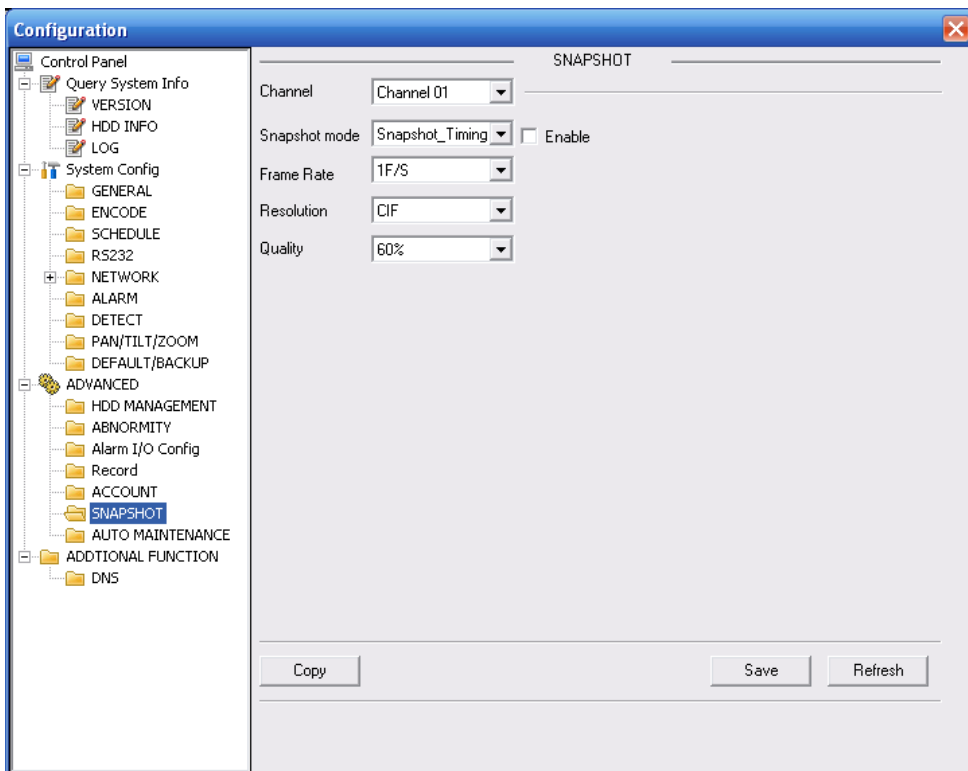 Configuration
Control Panel
Query System Info
VERSION
HDD INFO
LOG
System Config
GENERAL
ENCODE
SCHEDULE
RS232
NETWORK
ALARM
DETECT
PAN/TILT/ZOOM
DEFAULT/BACKUP
ADVANCED
HDD MANAGEMENT
ABNORMITY
Alarm I/O Config
Record
ACCOUNT
SNAPSHOT
AUTO MAINTENANCE
ADDTIONAL FUNCTION
DNS
SNAPSHOT
Channel Channel 01
Snapshot mode Snapshot_Timing Enable
Frame Rate 1F/S
Resolution CIF
Quality 60%
Copy Save Refresh